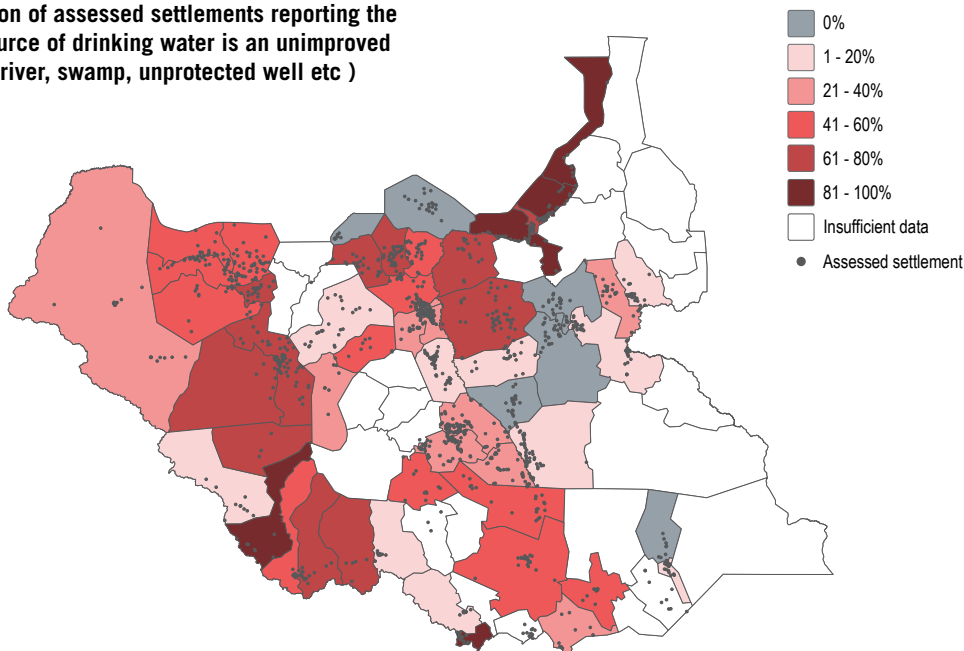 on of assessed settlements reporting the
urce of drinking water is an unimproved
river, swamp, unprotected well etc )
0%
1 - 20%
21 - 40%
41 - 60%
61 - 80%
81 - 100%
Insufficient data
Assessed settlement